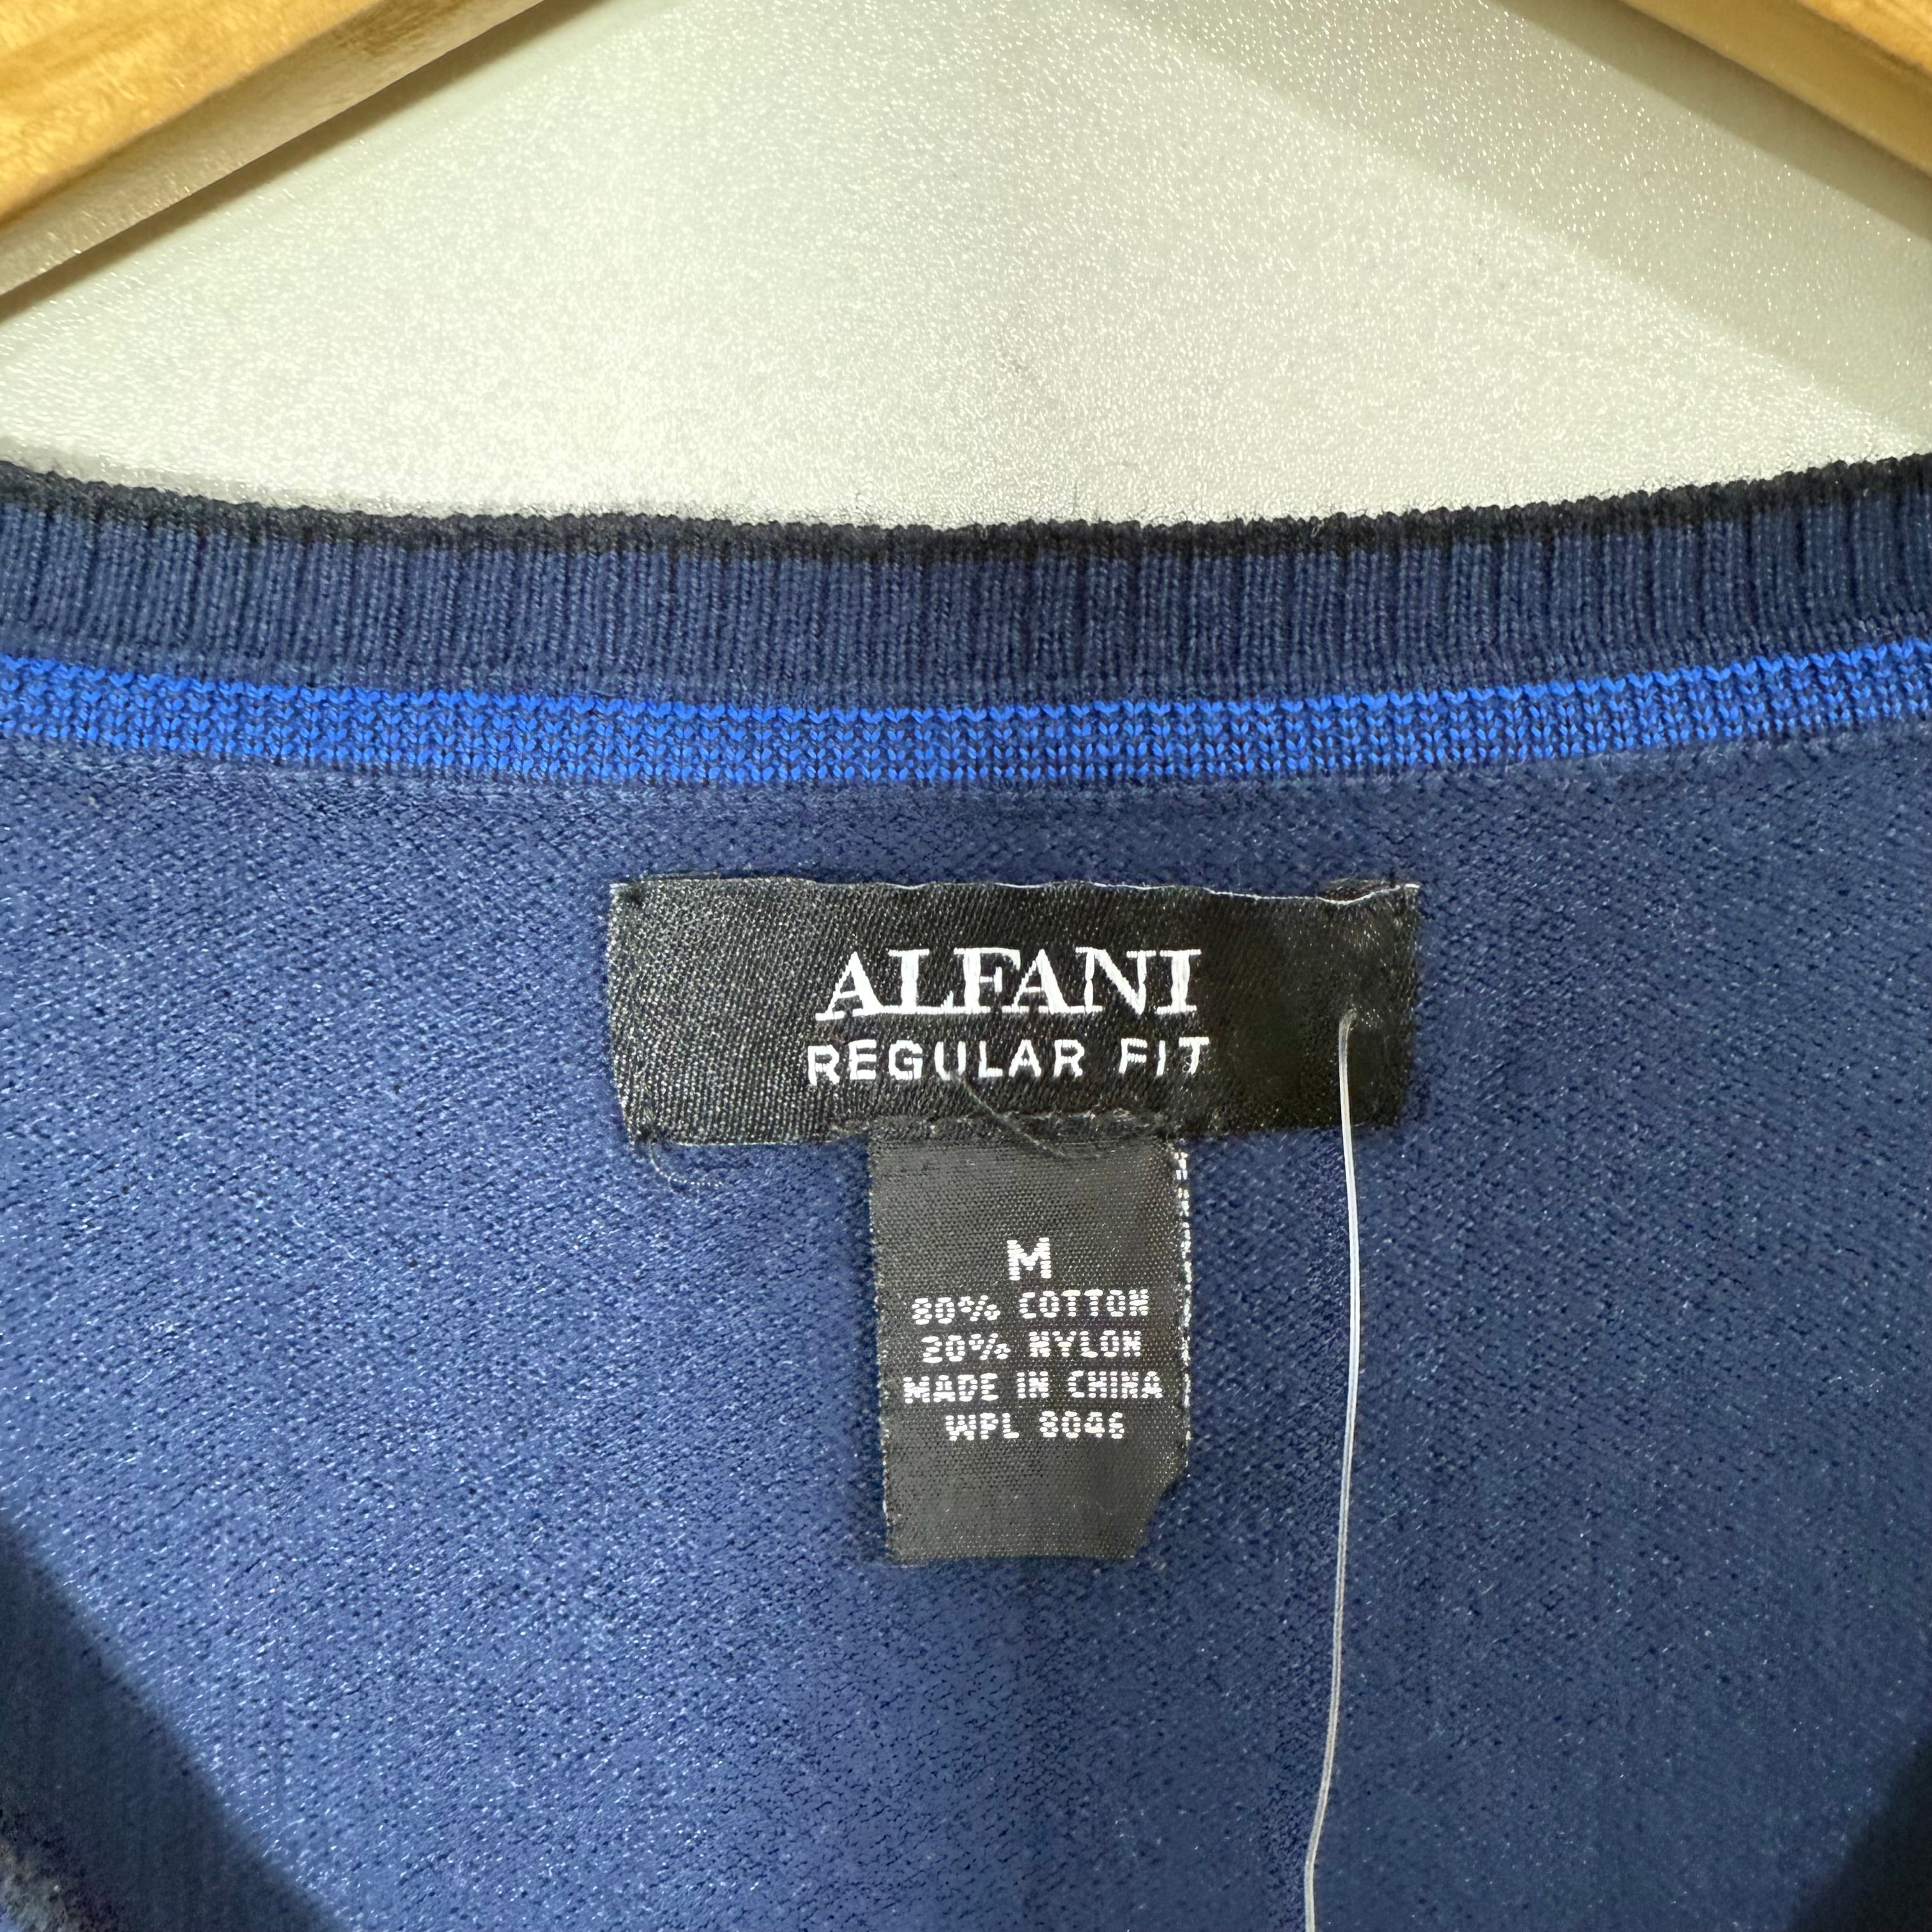 ALFANI
REGULAR FIT
M
80% COTTON
20% NYLON
MADE IN CHINA
WPL 8046